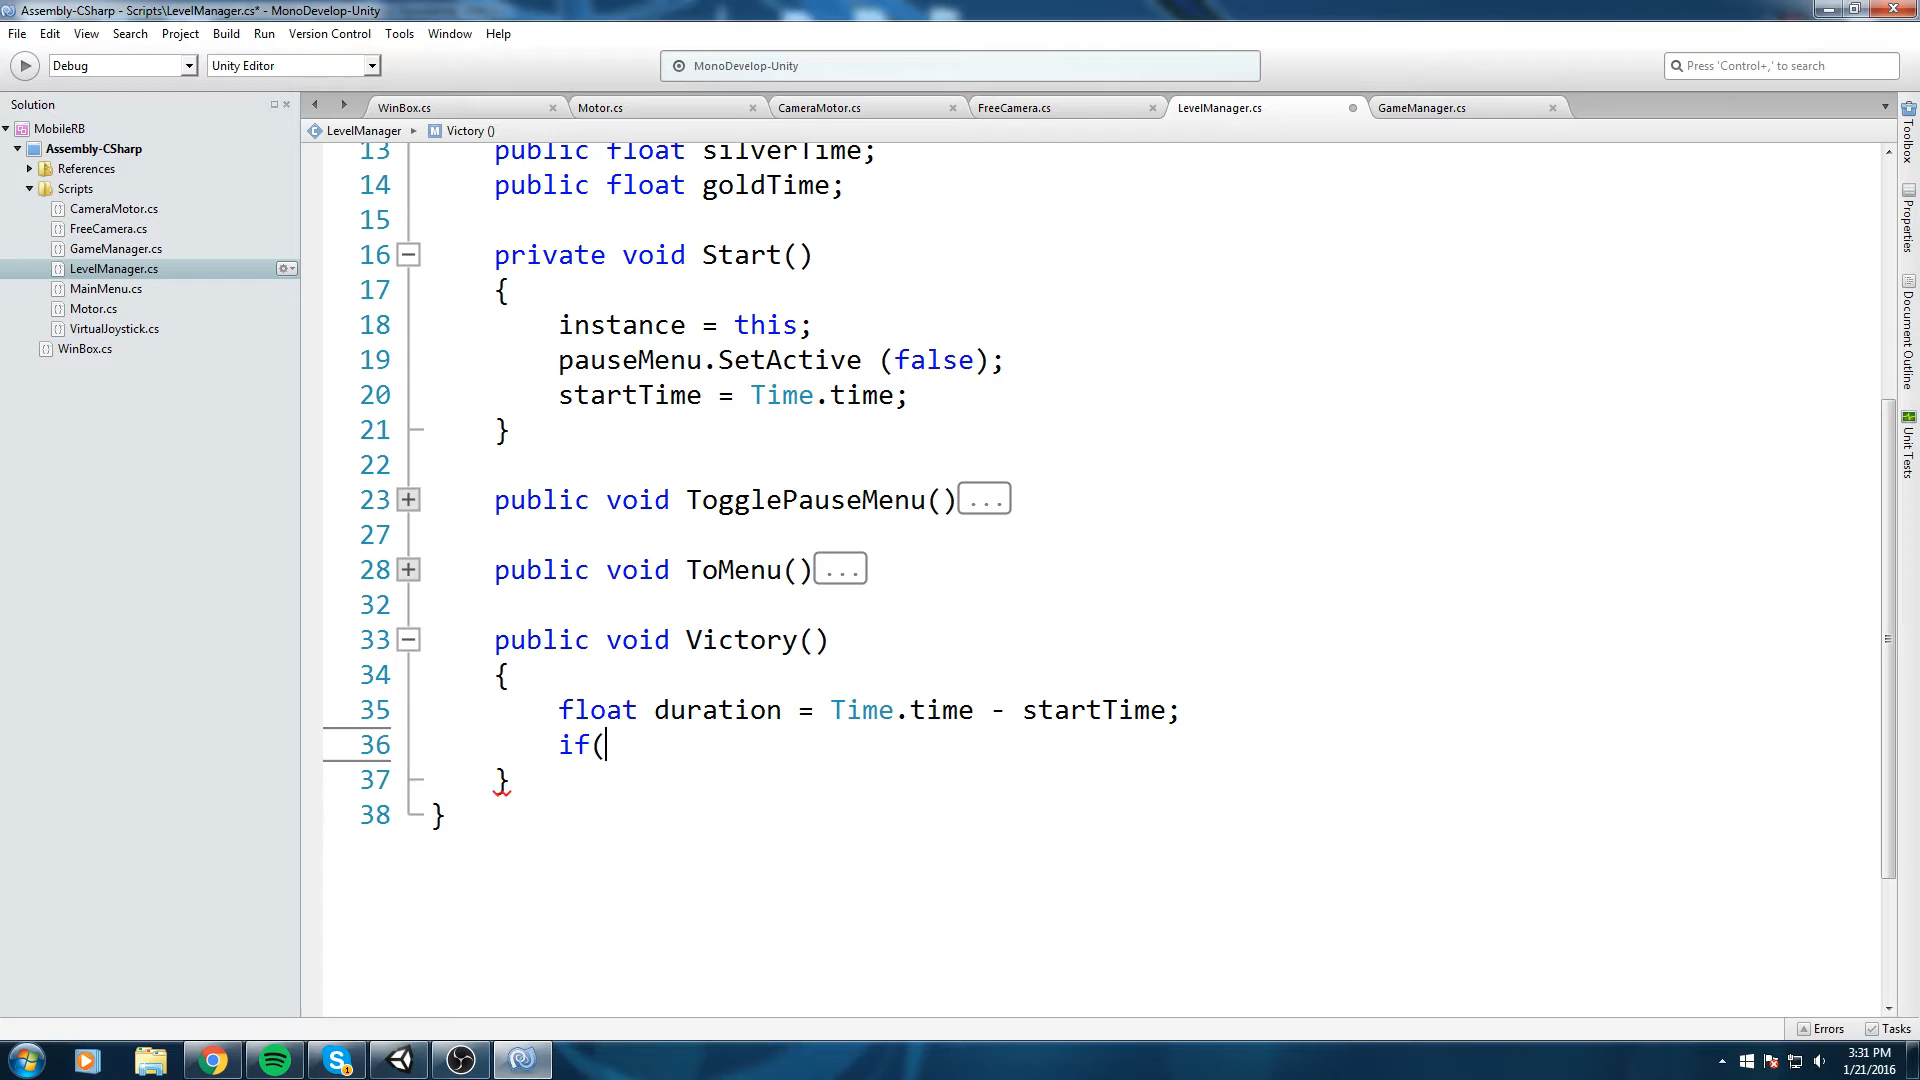 Assembly-CSharp - Scripts\LevelManager.cs* - MonoDevelop-Unity
File Edit View Search Project Build Run Version Control Tools Window Help
Debug Unity Editor MonoDevelop-Unity Press 'Control+,' to search
Solution
MobileRB
Assembly-CSharp
References
Scripts
CameraMotor.cs
FreeCamera.cs
GameManager.cs
LevelManager.cs
MainMenu.cs
Motor.cs
VirtualJoystick.cs
WinBox.cs
WinBox.cs Motor.cs CameraMotor.cs FreeCamera.cs LevelManager.cs GameManager.cs
LevelManager Victory ()
13 public float silverTime;
14 public float goldTime;
15
16 private void Start()
17 {
18 instance = this;
19 pauseMenu.SetActive (false);
20 startTime = Time.time;
21 }
22
23 public void TogglePauseMenu()...
27
28 public void ToMenu()...
32
33 public void Victory()
34 {
35 float duration = Time.time - startTime;
36 if(
37 }
38 }
Toolbox
Properties
Document Outline
Unit Tests
Errors Tasks
1
3:31 PM
1/21/2016